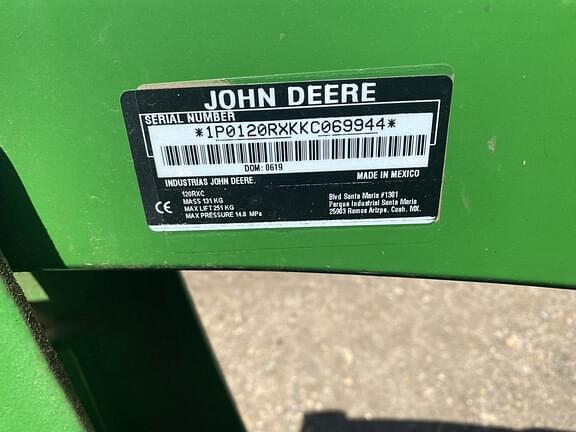 JOHN DEERE
SERIAL NUMBER
*1P0120RXKKC069944*
DOM: 0619
INDUSTRIAS JOHN DEERE. MADE IN MEXICO
120RXC
MASS 131 KG
MAX LIFT 251 KG
MAX PRESSURE 14.8 MPa
CE
Blvd Santa Maria #1301
Parque Industrial Santa Maria
25903 Ramos Arizpe. Coah. MX.